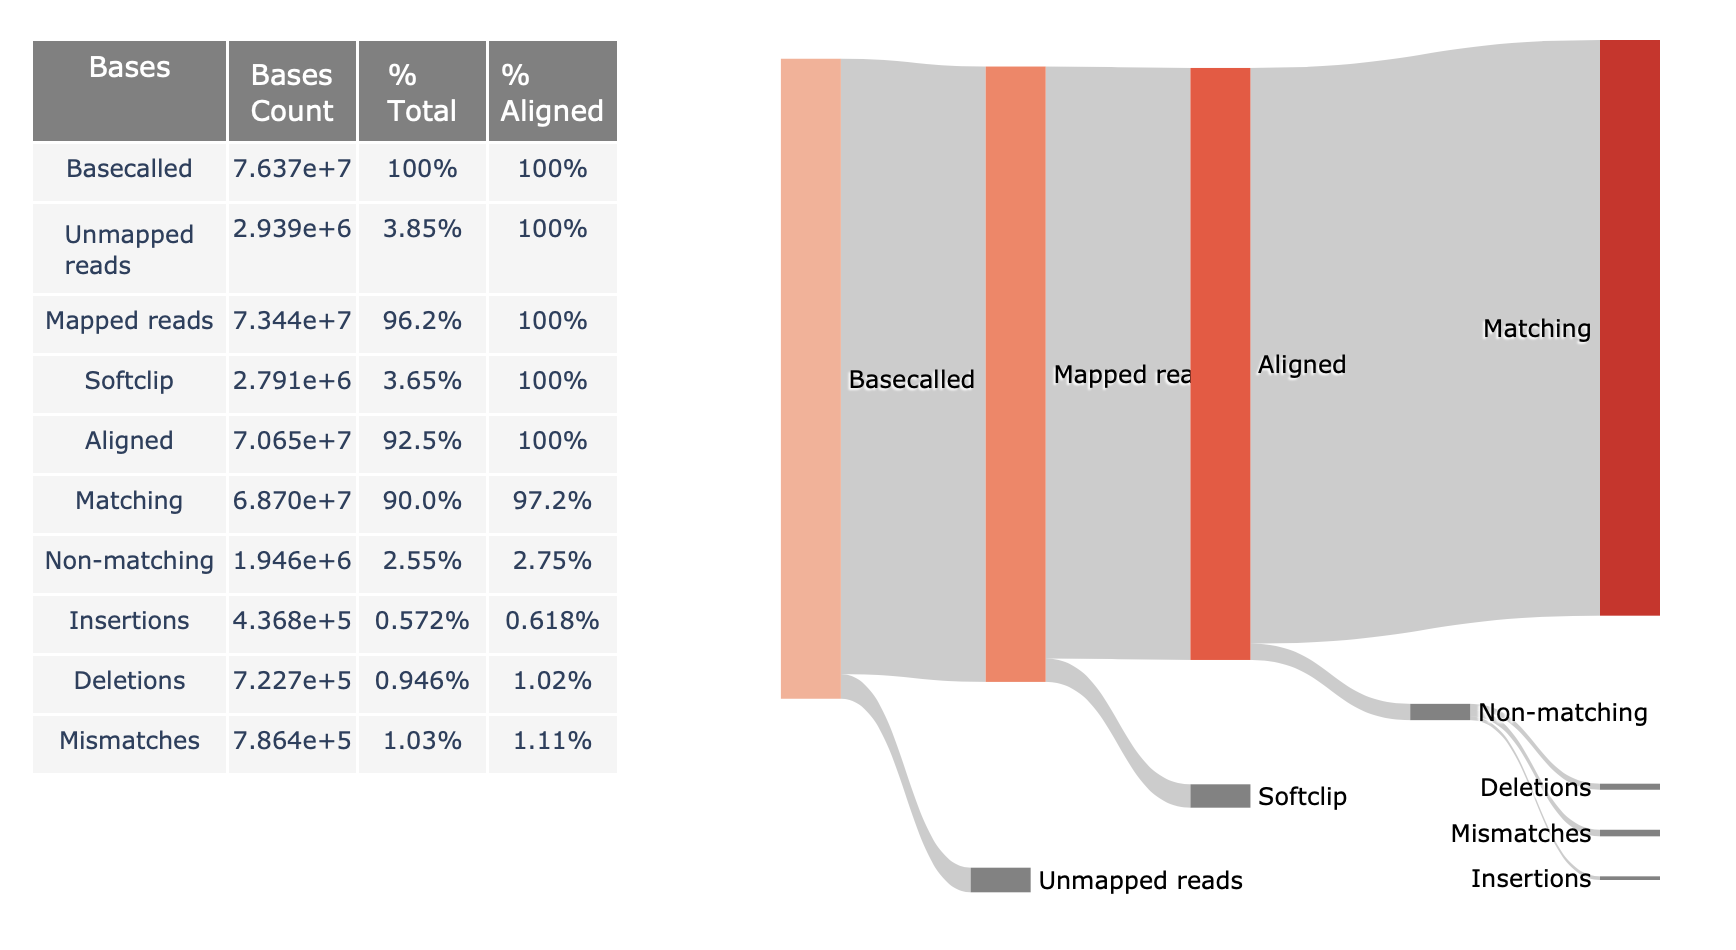 Bases
Bases Count
% Total
% Aligned
Basecalled 7.637e+7 100% 100%
Unmapped reads 2.939e+6 3.85% 100%
Mapped reads 7.344e+7 96.2% 100%
Softclip 2.791e+6 3.65% 100%
Aligned 7.065e+7 92.5% 100%
Matching 6.870e+7 90.0% 97.2%
Non-matching 1.946e+6 2.55% 2.75%
Insertions 4.368e+5 0.572% 0.618%
Deletions 7.227e+5 0.946% 1.02%
Mismatches 7.864e+5 1.03% 1.11%
Basecalled
Mapped rea
Aligned
Matching
Non-matching
Deletions
Softclip
Mismatches
Insertions
Unmapped reads